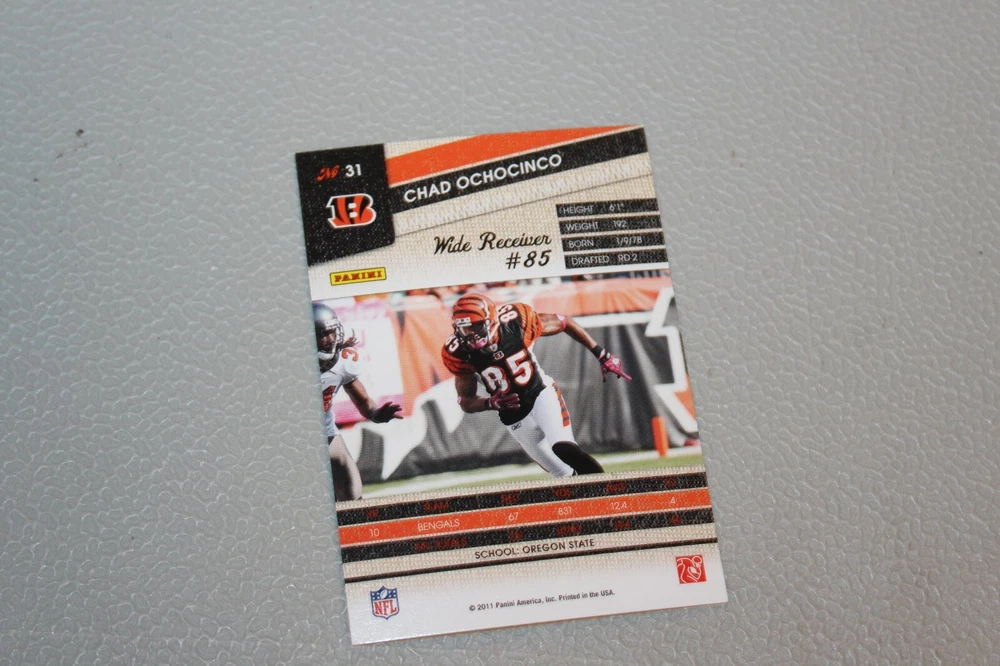 No 31
CHAD OCHOCINCO
B
Wide Receiver
#85
HEIGHT 6'1"
WEIGHT 192
BORN 1/9/78
DRAFTED RD 2
PANINI
85
85
3
10 BENGALS 67 831 12.4 4
SCHOOL: OREGON STATE
NFL
© 2011 Panini America, Inc. Printed in the USA.